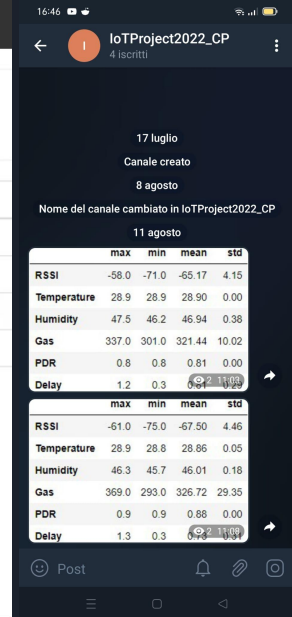 16:46
I
IoTProject2022_CP
4 iscritti
17 luglio
Canale creato
8 agosto
Nome del canale cambiato in IoTProject2022_CP
11 agosto
max min mean std
RSSI -58.0 -71.0 -65.17 4.15
Temperature 28.9 28.9 28.90 0.00
Humidity 47.5 46.2 46.94 0.38
Gas 337.0 301.0 321.44 10.02
PDR 0.8 0.8 0.81 0.00
Delay 1.2 0.3
2 11:08
max min mean std
RSSI -61.0 -75.0 -67.50 4.46
Temperature 28.9 28.8 28.86 0.05
Humidity 46.3 45.7 46.01 0.18
Gas 369.0 293.0 326.72 29.35
PDR 0.9 0.9 0.88 0.00
Delay 1.3 0.3
2 11:08
Post